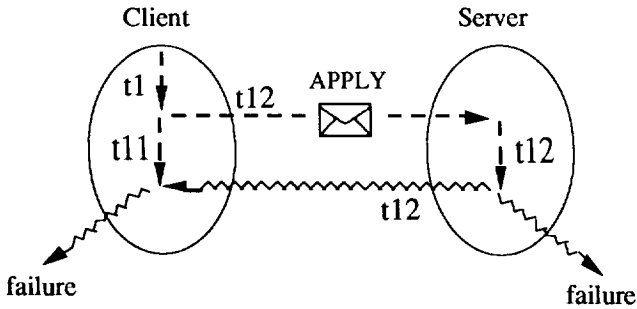 Client
Server
t1
t12
APPLY
t11
t12
t12
failure
failure